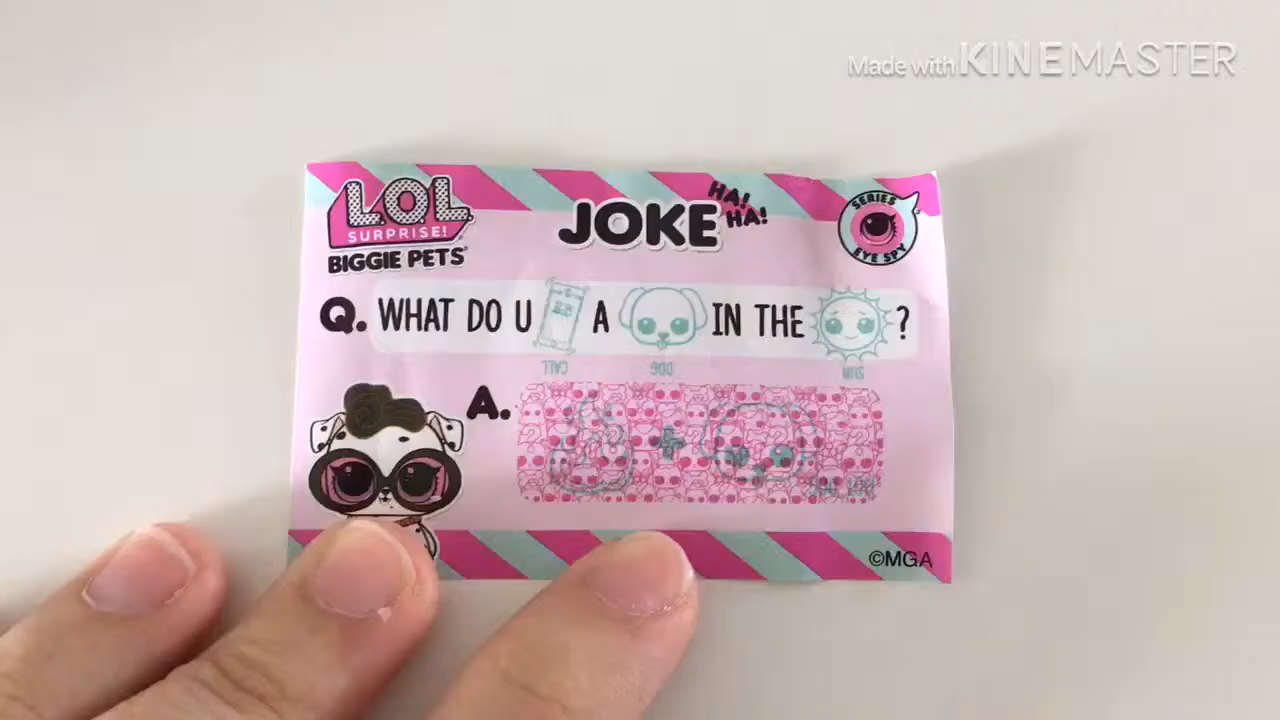 Made with KINEMASTER
L.O.L.
SURPRISE!
BIGGIE PETS
JOKE
HA!
HA!
SERIES
EYE SPY
Q. WHAT DO U A IN THE ?
CALL DOG SUN
A.
+
©MGA